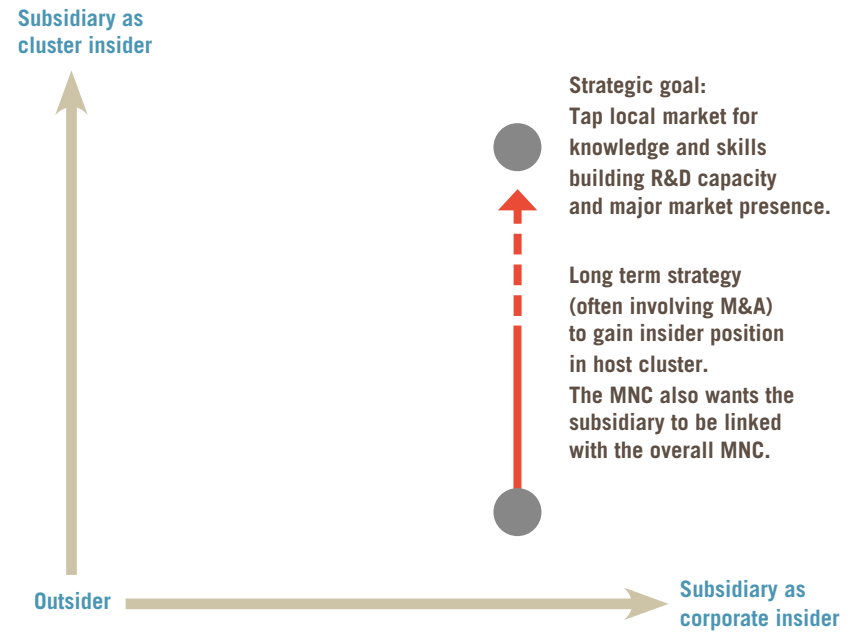 Subsidiary as
cluster insider
Strategic goal:
Tap local market for
knowledge and skills
building R&D capacity
and major market presence.
Long term strategy
(often involving M&A)
to gain insider position
in host cluster.
The MNC also wants the
subsidiary to be linked
with the overall MNC.
Outsider
Subsidiary as
corporate insider